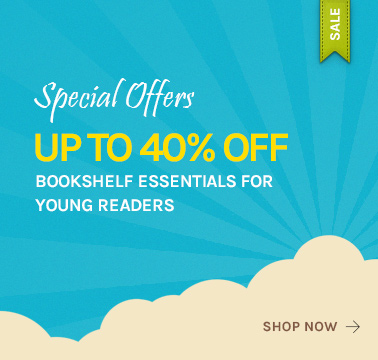 SALE
Special Offers
UP TO 40% OFF
BOOKSHELF ESSENTIALS FOR
YOUNG READERS
SHOP NOW →